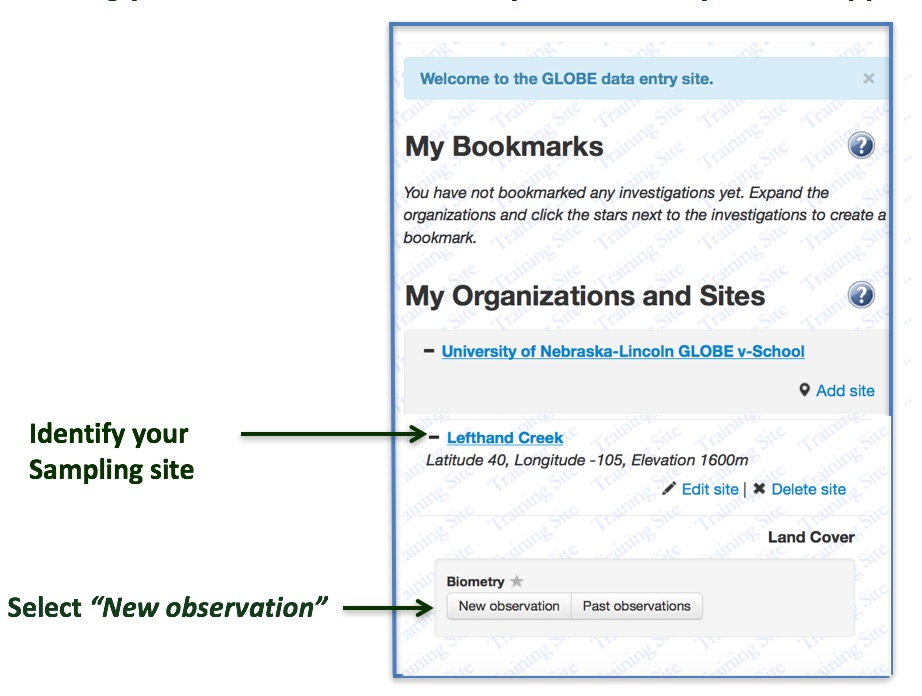 Welcome to the GLOBE data entry site. ×
My Bookmarks ?
You have not bookmarked any investigations yet. Expand the
organizations and click the stars next to the investigations to create a
bookmark.
My Organizations and Sites ?
− University of Nebraska-Lincoln GLOBE v-School
Add site
Identify your
Sampling site
− Lefthand Creek
Latitude 40, Longitude -105, Elevation 1600m
Edit site | ✖ Delete site
Land Cover
Biometry ★
Select “New observation”
New observation Past observations
Training Site